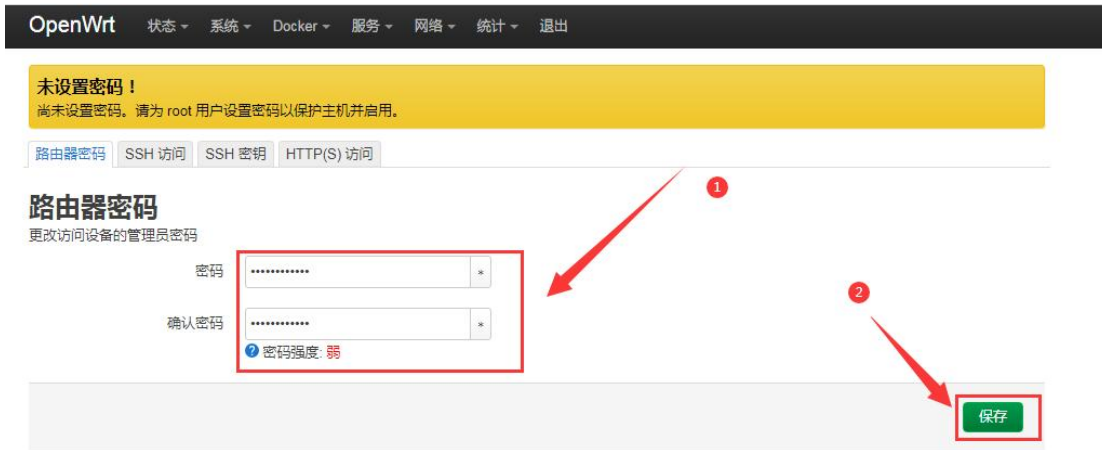 OpenWrt 状态 系统 Docker 服务 网络 统计 退出
未设置密码！
尚未设置密码。请为 root 用户设置密码以保护主机并启用。
路由器密码 SSH 访问 SSH 密钥 HTTP(S) 访问
1
路由器密码
更改访问设备的管理员密码
密码 •••••••••••• *
2
确认密码 •••••••••••• *
? 密码强度: 弱
保存